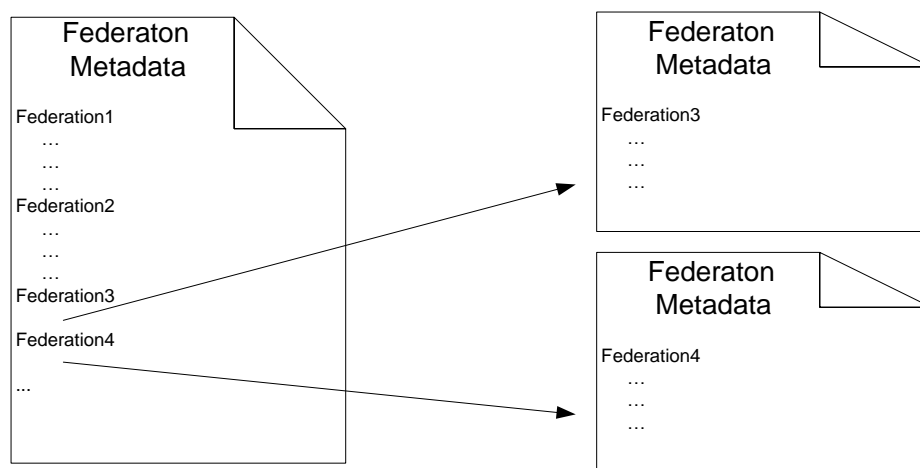 Federaton
Metadata
Federation1
...
...
...
Federation2
...
...
...
Federation3
Federation4
...
Federaton
Metadata
Federation3
...
...
...
Federaton
Metadata
Federation4
...
...
...